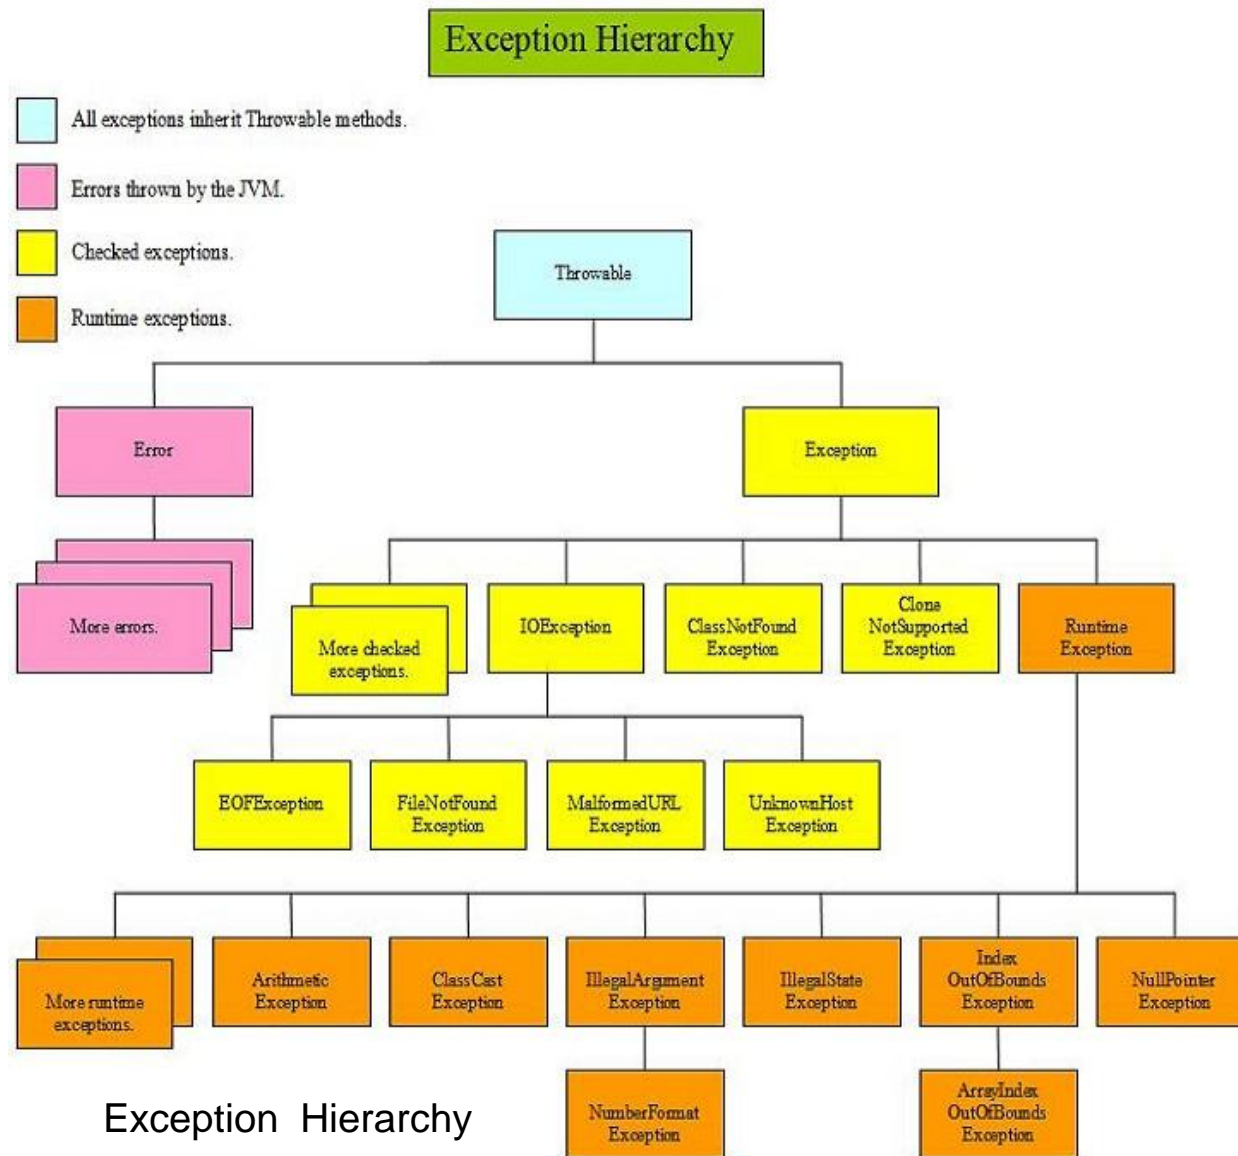 Exception Hierarchy
All exceptions inherit Throwable methods.
Errors thrown by the JVM.
Checked exceptions.
Runtime exceptions.
Throwable
Error
Exception
More errors.
More checked
exceptions.
IOException
ClassNotFound
Exception
Clone
NotSupported
Exception
Runtime
Exception
EOFException
FileNotFound
Exception
MalformedURL
Exception
UnknownHost
Exception
More runtime
exceptions.
Arithmetic
Exception
ClassCast
Exception
IllegalArgument
Exception
IllegalState
Exception
Index
OutOfBounds
Exception
NullPointer
Exception
NumberFormat
Exception
ArrayIndex
OutOfBounds
Exception
Exception Hierarchy